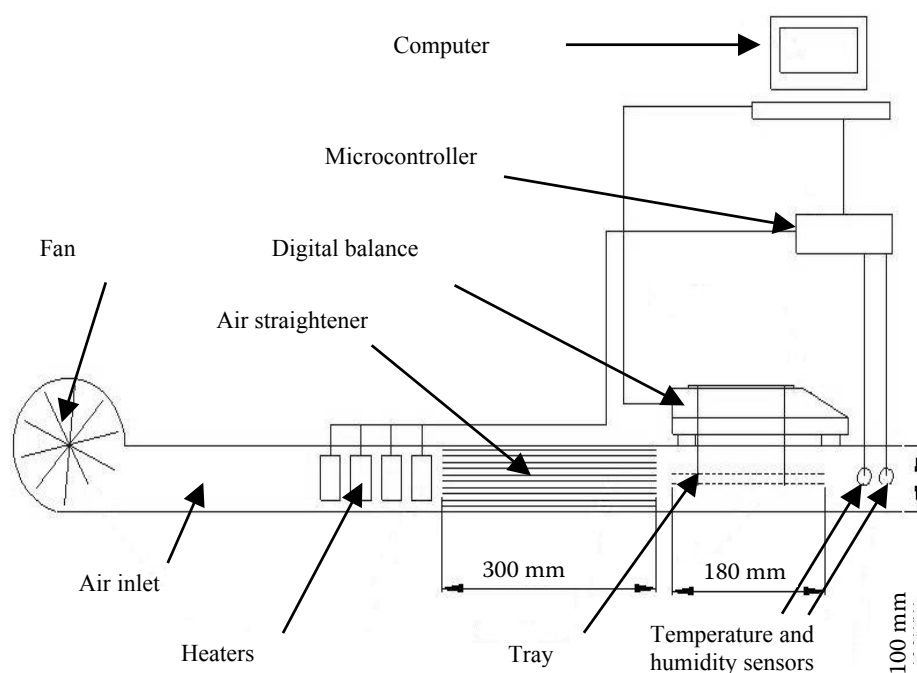 Computer
Microcontroller
Fan
Digital balance
Air straightener
300 mm
180 mm
Air inlet
Heaters
Tray
Temperature and
humidity sensors
100 mm